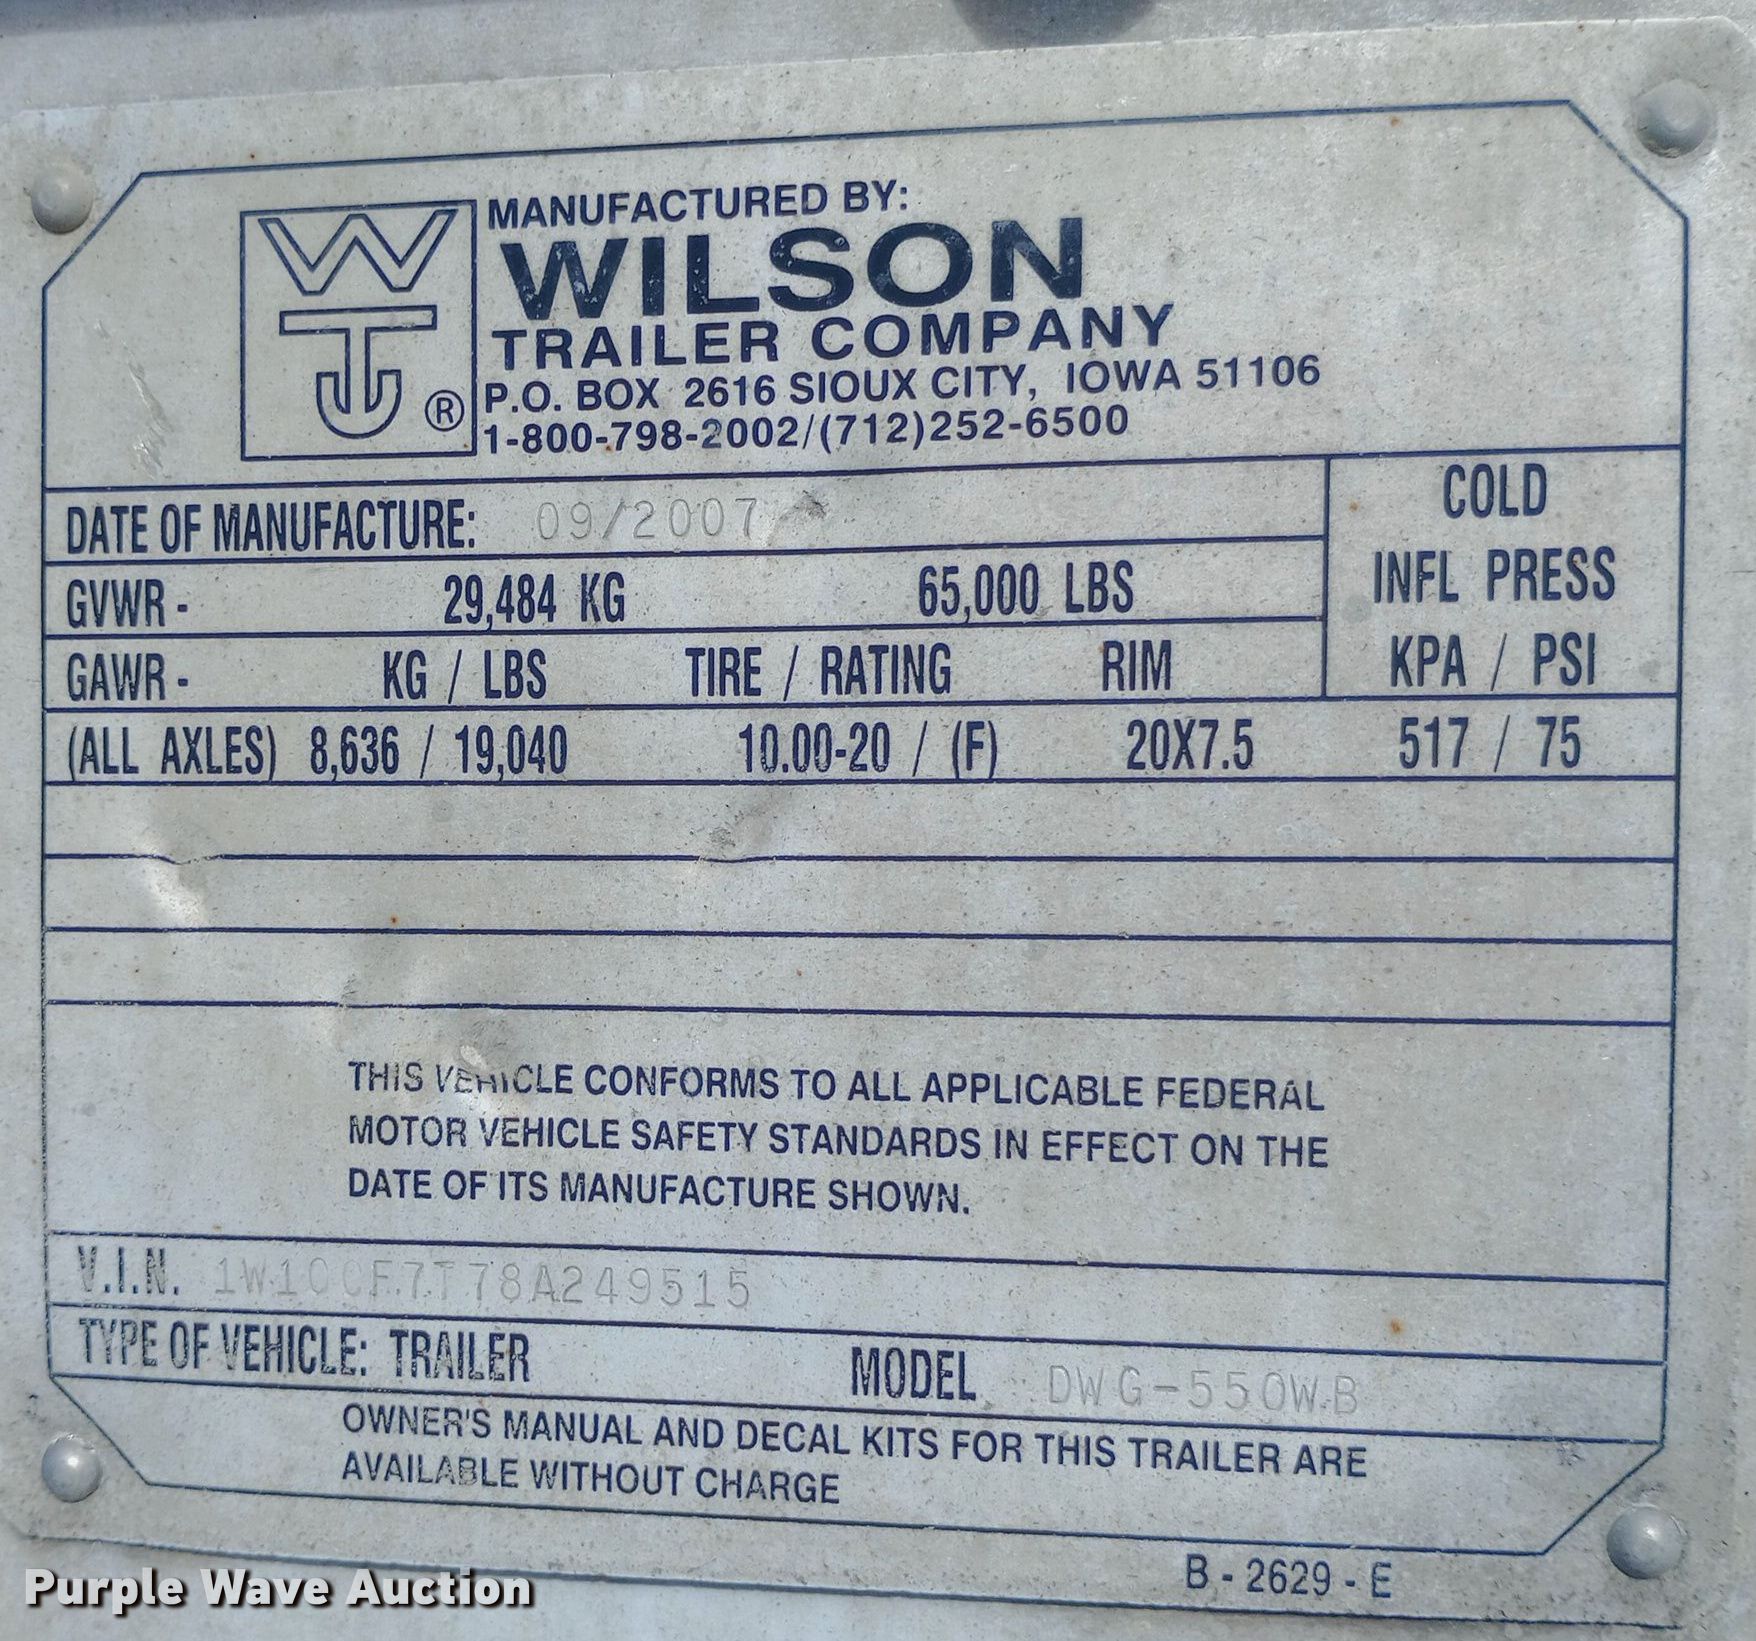 WTJ®
MANUFACTURED BY:
WILSON
TRAILER COMPANY
P.O. BOX 2616 SIOUX CITY, IOWA 51106
1-800-798-2002/(712)252-6500
DATE OF MANUFACTURE: 09/2007
COLD
INFL PRESS
KPA / PSI
GVWR - 29,484 KG 65,000 LBS
GAWR - KG / LBS TIRE / RATING RIM
(ALL AXLES) 8,636 / 19,040 10.00-20 / (F) 20X7.5 517 / 75
THIS VEHICLE CONFORMS TO ALL APPLICABLE FEDERAL
MOTOR VEHICLE SAFETY STANDARDS IN EFFECT ON THE
DATE OF ITS MANUFACTURE SHOWN.
V.I.N.
TYPE OF VEHICLE: TRAILER MODEL DWG-550WB
OWNER'S MANUAL AND DECAL KITS FOR THIS TRAILER ARE
AVAILABLE WITHOUT CHARGE
B - 2629 - E
Purple Wave Auction